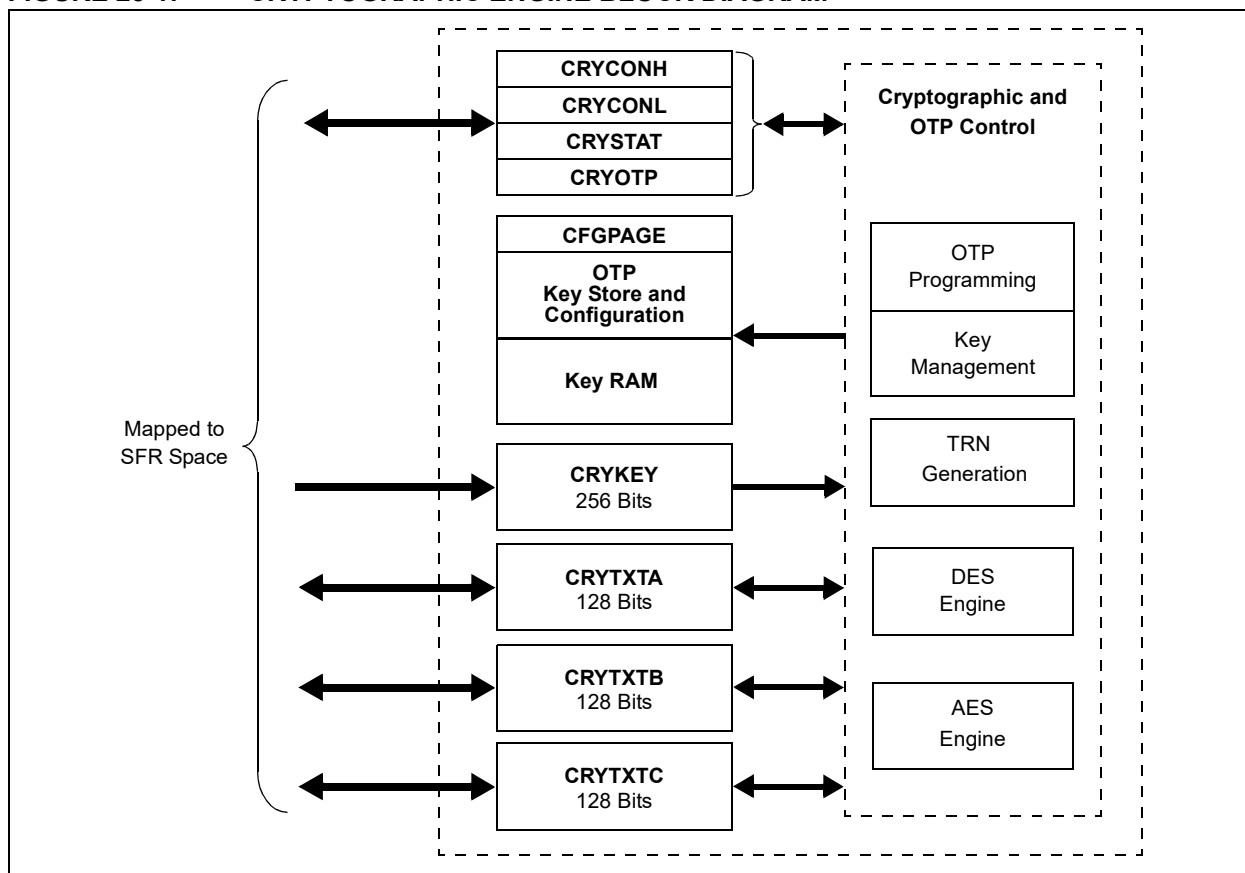 Mapped to
SFR Space
CRYCONH
CRYCONL
CRYSTAT
CRYOTP
CFGPAGE
OTP
Key Store and
Configuration
Key RAM
CRYKEY
256 Bits
CRYTXTA
128 Bits
CRYTXTB
128 Bits
CRYTXTC
128 Bits
Cryptographic and
OTP Control
OTP
Programming
Key
Management
TRN
Generation
DES
Engine
AES
Engine